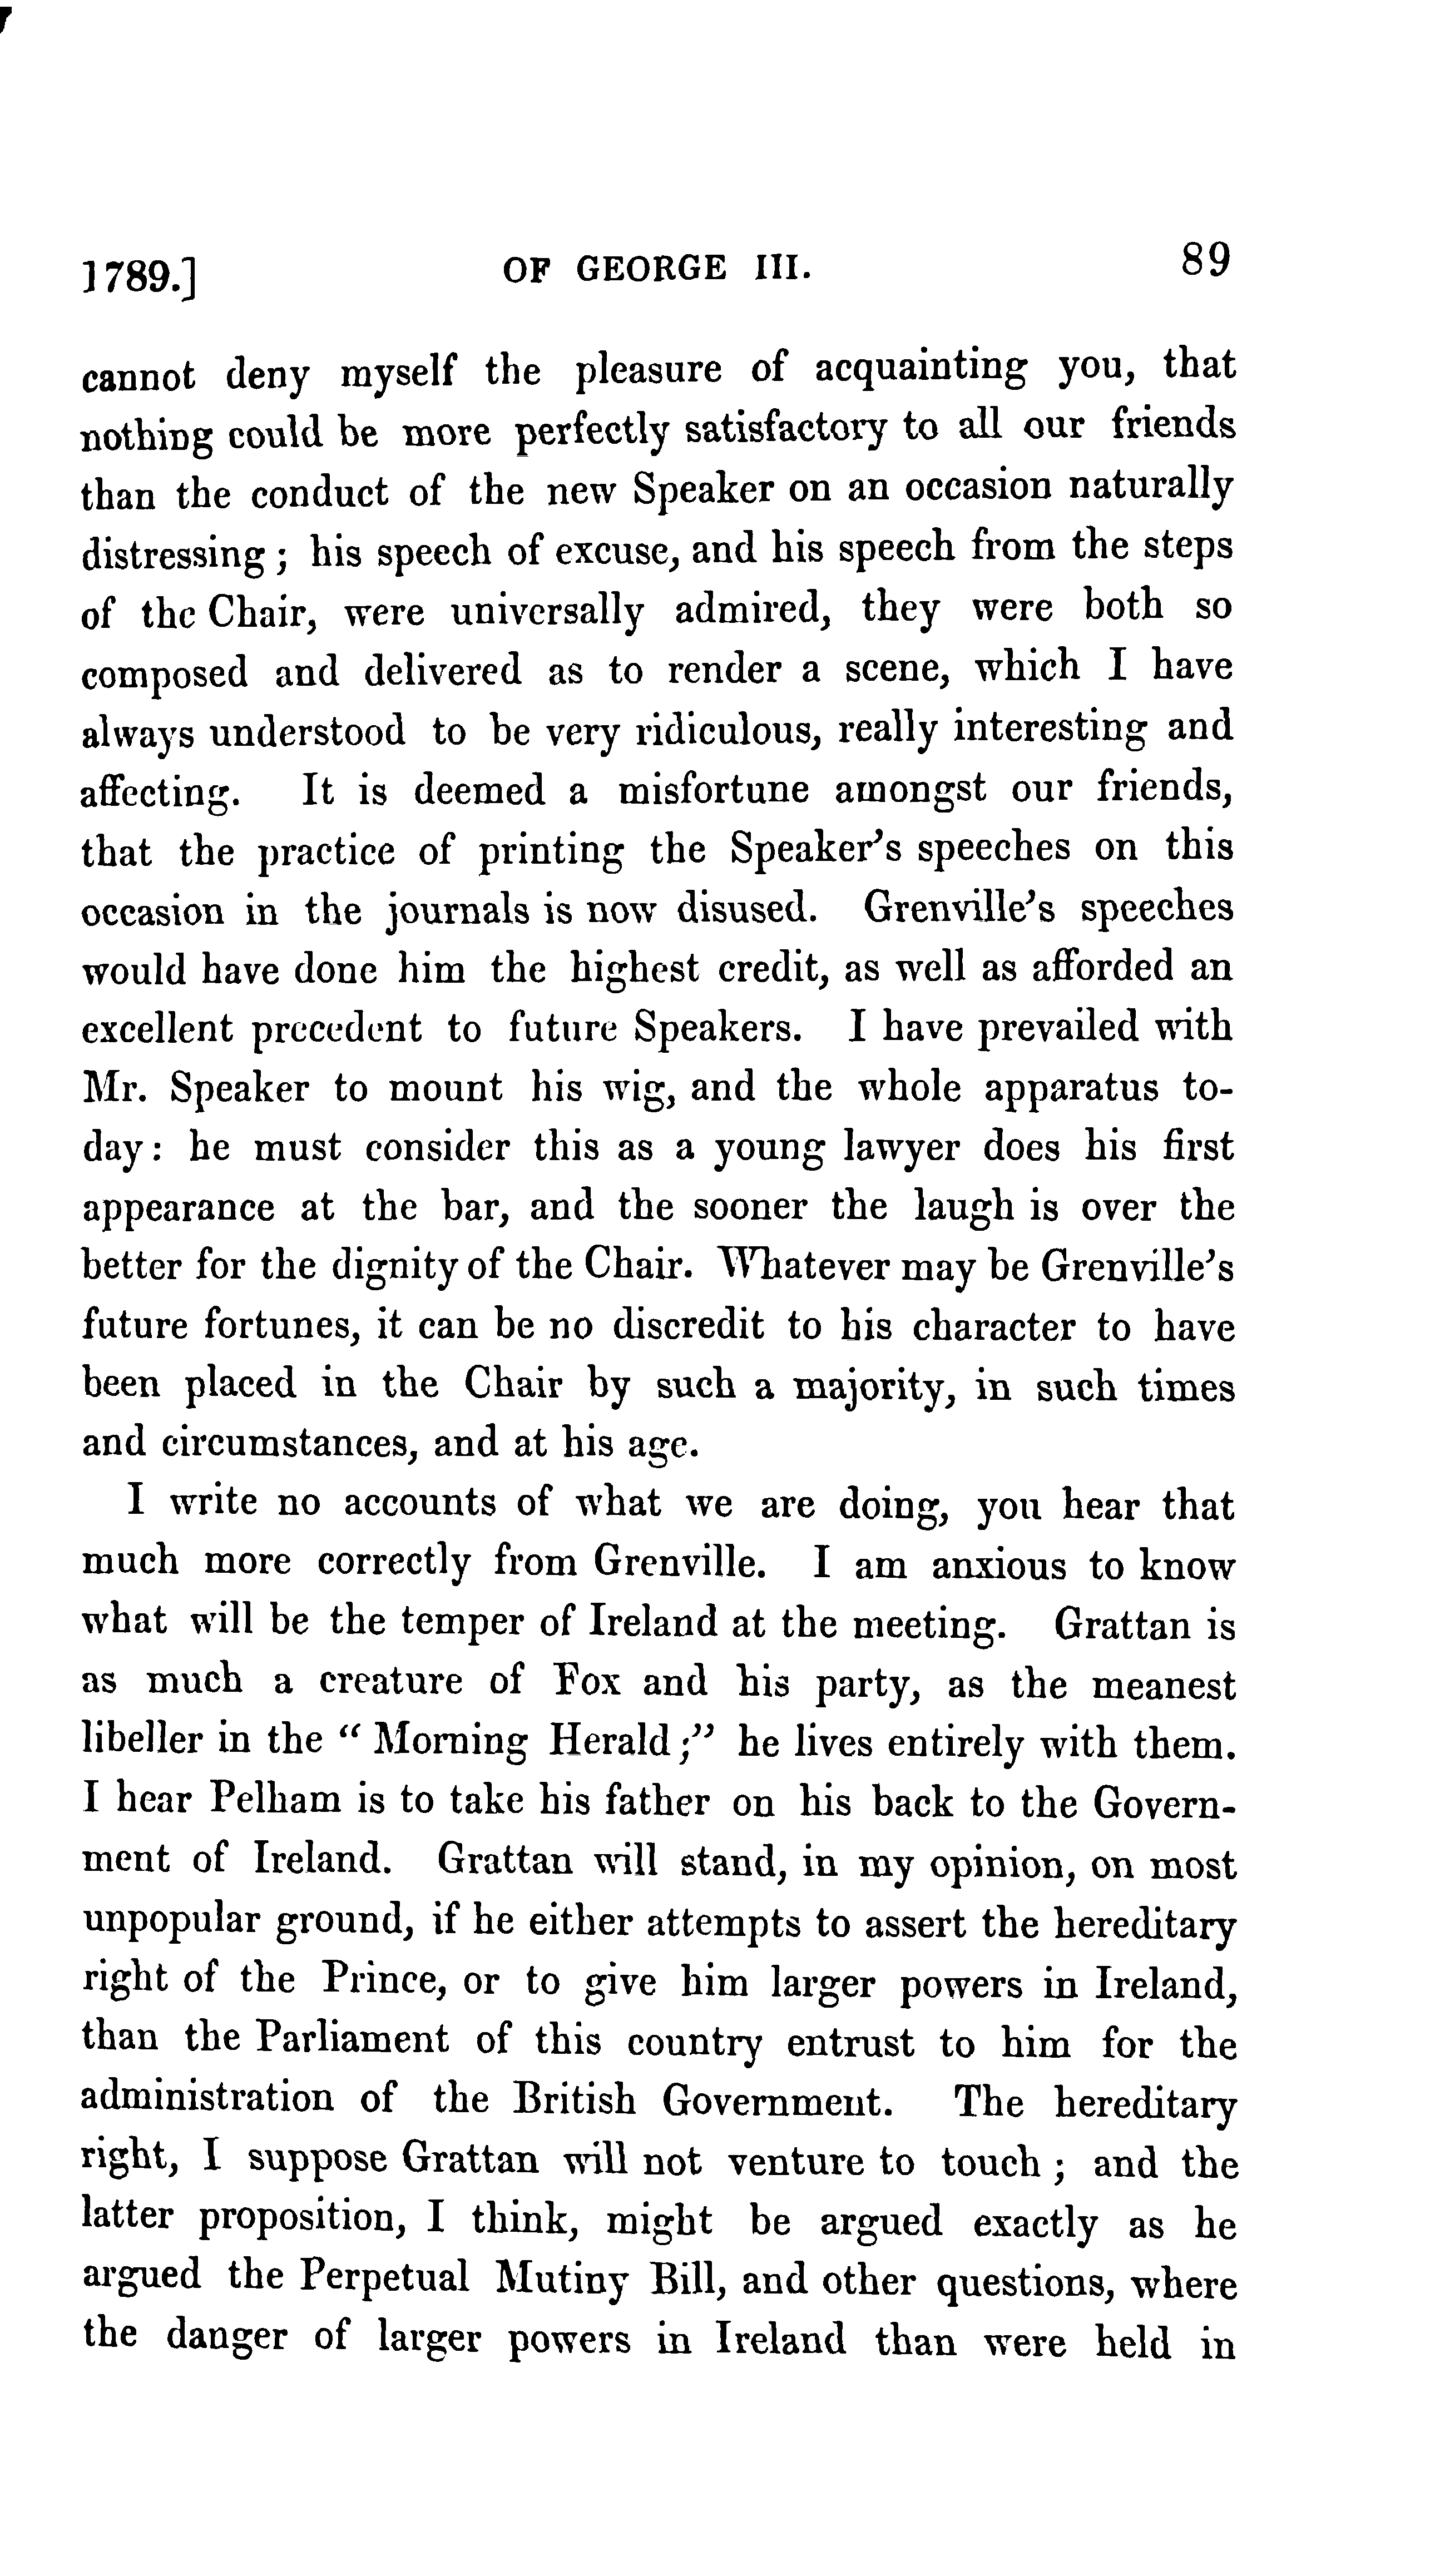 1789.] OF GEORGE III. 89
cannot deny myself the pleasure of acquainting you, that
nothing could be more perfectly satisfactory to all our friends
than the conduct of the new Speaker on an occasion naturally
distressing; his speech of excuse, and his speech from the steps
of the Chair, were universally admired, they were both so
composed and delivered as to render a scene, which I have
always understood to be very ridiculous, really interesting and
affecting. It is deemed a misfortune amongst our friends,
that the practice of printing the Speaker's speeches on this
occasion in the journals is now disused. Grenville's speeches
would have done him the highest credit, as well as afforded an
excellent precedent to future Speakers. I have prevailed with
Mr. Speaker to mount his wig, and the whole apparatus to-
day: he must consider this as a young lawyer does his first
appearance at the bar, and the sooner the laugh is over the
better for the dignity of the Chair. Whatever may be Grenville's
future fortunes, it can be no discredit to his character to have
been placed in the Chair by such a majority, in such times
and circumstances, and at his age.
I write no accounts of what we are doing, you hear that
much more correctly from Grenville. I am anxious to know
what will be the temper of Ireland at the meeting. Grattan is
as much a creature of Fox and his party, as the meanest
libeller in the "Morning Herald;" he lives entirely with them.
I hear Pelham is to take his father on his back to the Govern-
ment of Ireland. Grattan will stand, in my opinion, on most
unpopular ground, if he either attempts to assert the hereditary
right of the Prince, or to give him larger powers in Ireland,
than the Parliament of this country entrust to him for the
administration of the British Government. The hereditary
right, I suppose Grattan will not venture to touch; and the
latter proposition, I think, might be argued exactly as he
argued the Perpetual Mutiny Bill, and other questions, where
the danger of larger powers in Ireland than were held in